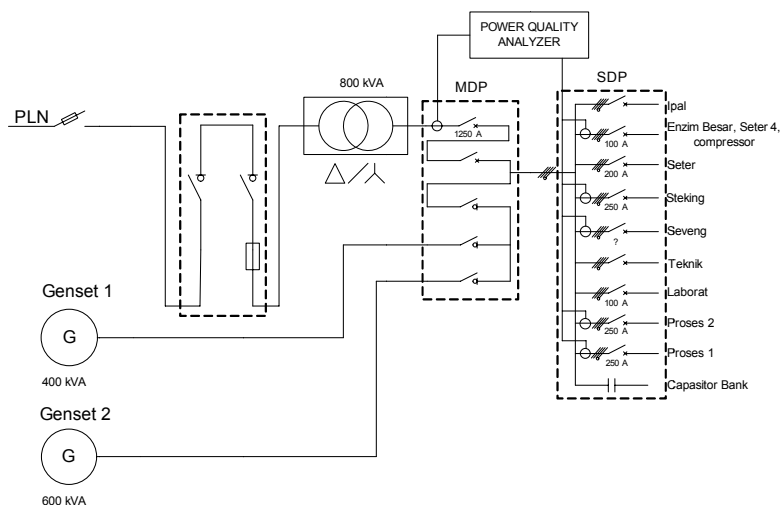 POWER QUALITY
ANALYZER
800 kVA
MDP
SDP
PLN
1250 A
Ipal
Enzim Besar, Seter 4,
compressor
100 A
Seter
200 A
Steking
250 A
Seveng
?
Teknik
Laborat
100 A
Proses 2
250 A
Proses 1
250 A
Capasitor Bank
Genset 1
G
400 kVA
Genset 2
G
600 kVA